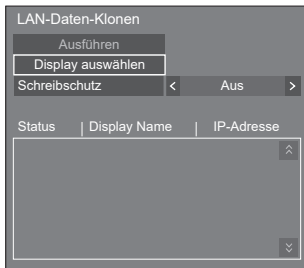 LAN-Daten-Klonen
Ausführen
Display auswählen
Schreibschutz < Aus >
Status | Display Name | IP-Adresse